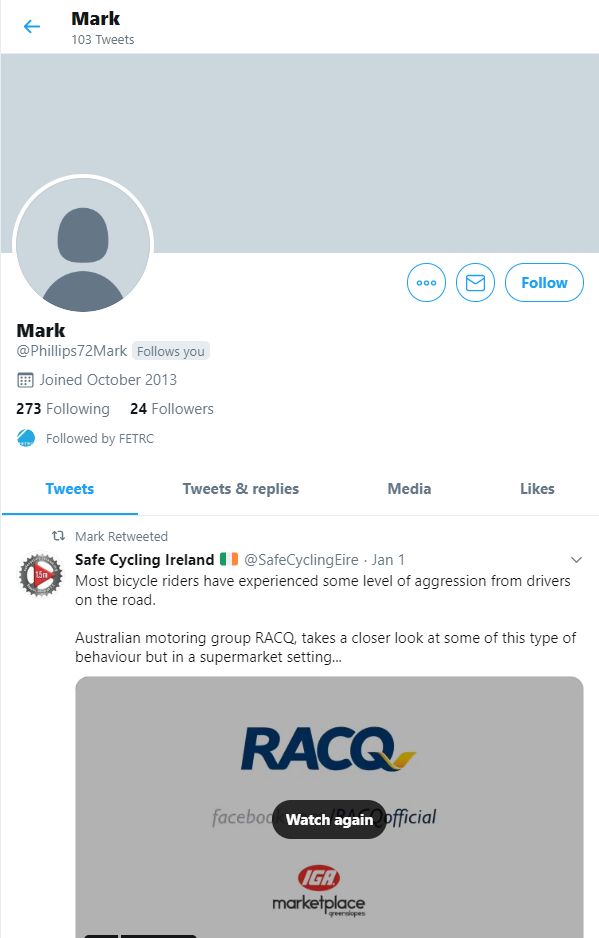 Mark
103 Tweets
Follow
Mark
@Phillips72Mark Follows you
Joined October 2013
273 Following 24 Followers
Followed by FETRC
Tweets Tweets & replies Media Likes
Mark Retweeted
Safe Cycling Ireland 🇮🇪 @SafeCyclingEire · Jan 1
1.5m
Most bicycle riders have experienced some level of aggression from drivers
on the road.
Australian motoring group RACQ, takes a closer look at some of this type of
behaviour but in a supermarket setting...
RACQ
Watch again
IGA
marketplace
greenslopes